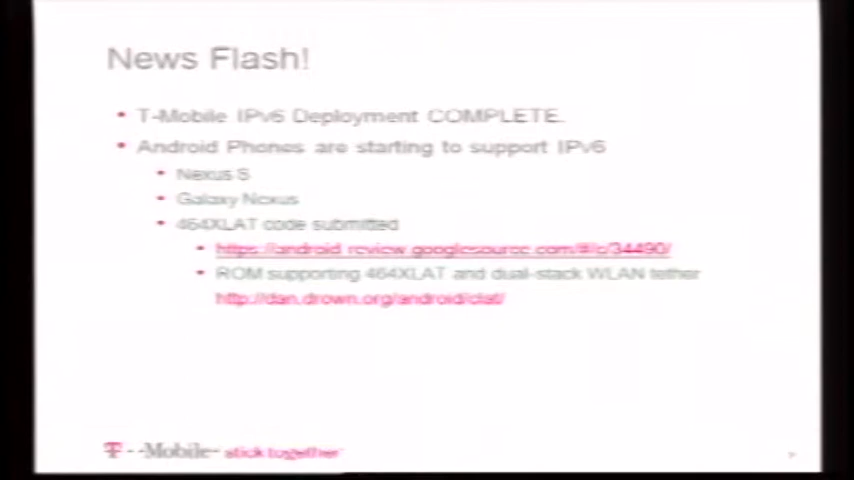 News Flash!
• T-Mobile IPv6 Deployment COMPLETE.
• Android Phones are starting to support IPv6
• Nexus S
• Galaxy Nexus
• 464XLAT code submitted
• https://android-review.googlesource.com/#/c/34490/
• ROM supporting 464XLAT and dual-stack WLAN tether
http://dan.drown.org/android/clat/
T··Mobile· stick together